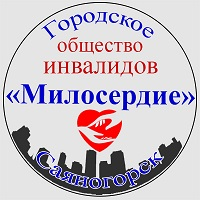 Городское
общество
ИНВАЛИДОВ
«Милосердие»
Саяногорск